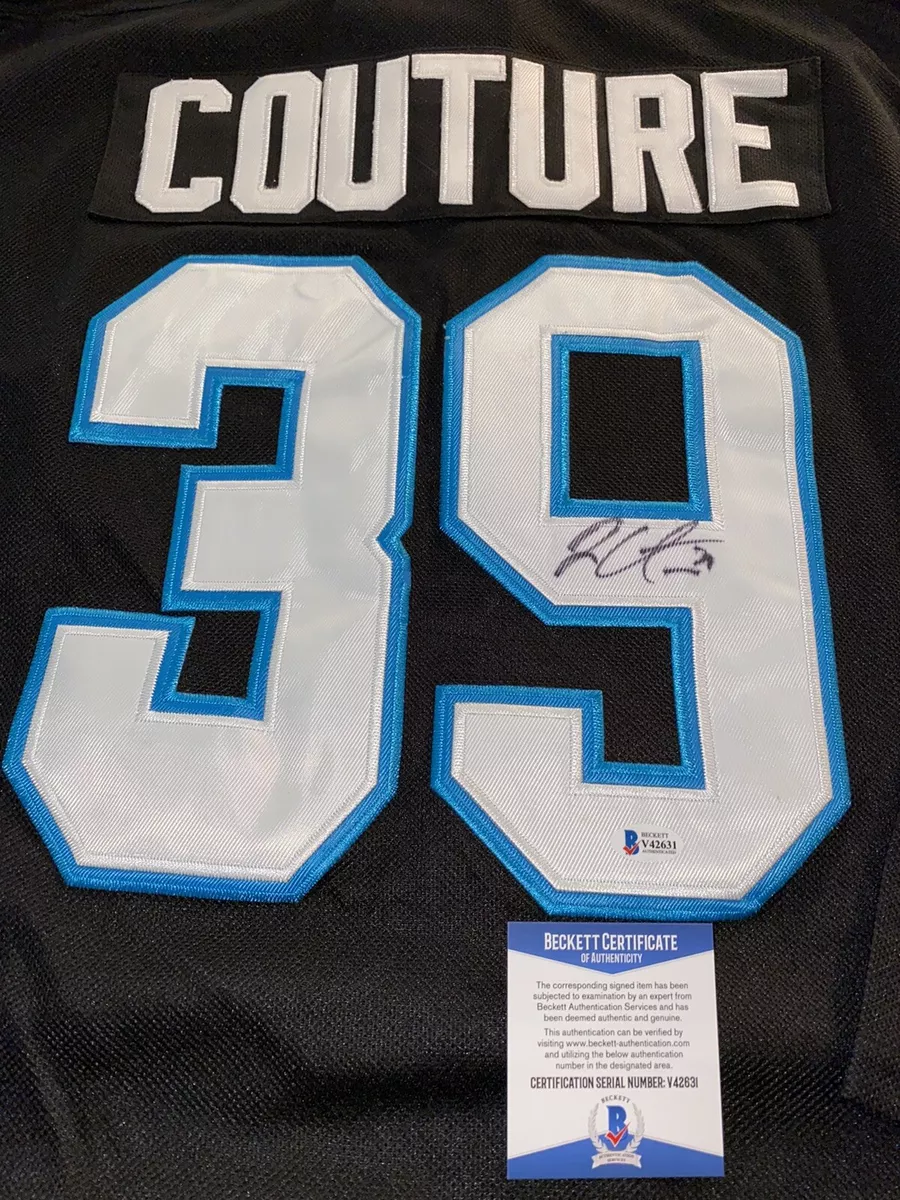 COUTURE
39
BECKETT
V42631
AUTHENTICATED
BECKETT CERTIFICATE
OF AUTHENTICITY
The corresponding signed item has been
subjected to examination by an expert from
Beckett Authentication Services and has
been deemed authentic and genuine.
This authentication can be verified by
visiting www.beckett-authentication.com
and utilizing the below authentication
number in the designated area.
CERTIFICATION SERIAL NUMBER: V42631
BECKETT
B